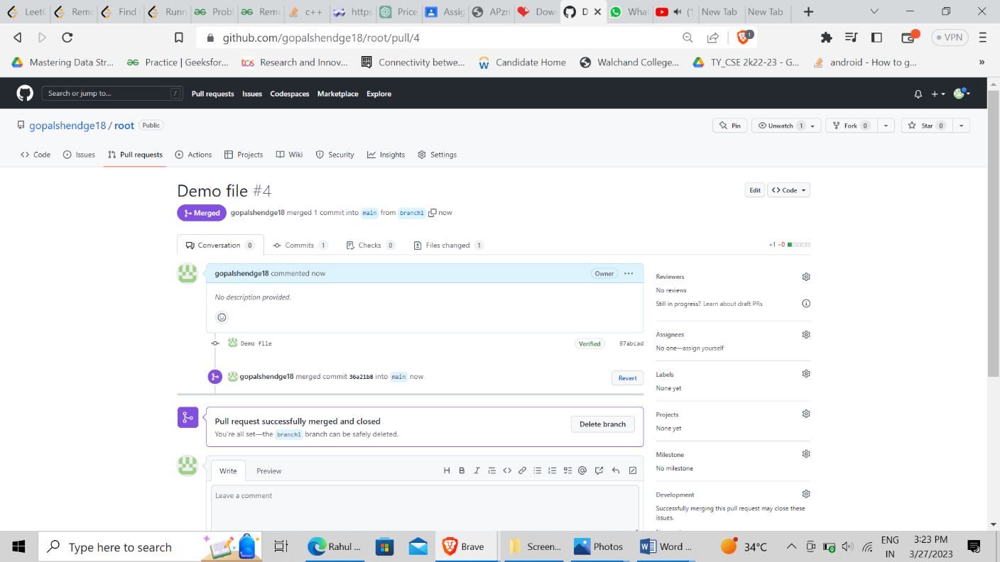 LeetC
Remo
Find
Runn
Probl
Remo
c++
https
Price
Assig
APzn
Dow
D
What
(1
New Tab
New Tab
github.com/gopalshendge18/root/pull/4
1
VPN
Mastering Data Str...
Practice | Geeksfor...
tcs Research and Innov...
Connectivity betwe...
Candidate Home
Walchand College...
TY_CSE 2k22-23 - G...
android - How to g...
»
Search or jump to... /
Pull requests Issues Codespaces Marketplace Explore
gopalshendge18 / root Public
Pin
Unwatch 1
Fork 0
Star 0
Code Issues Pull requests Actions Projects Wiki Security Insights Settings
Demo file #4
Edit
Code
Merged gopalshendge18 merged 1 commit into main from branch1 now
Conversation 0 Commits 1 Checks 0 Files changed 1
+1 −0
gopalshendge18 commented now
Owner
No description provided.
Demo file
Verified
97abcad
gopalshendge18 merged commit 36a21b8 into main now
Revert
Pull request successfully merged and closed
You're all set—the branch1 branch can be safely deleted.
Delete branch
Write Preview
Leave a comment
Reviewers
No reviews
Still in progress? Learn about draft PRs
Assignees
No one—assign yourself
Labels
None yet
Projects
None yet
Milestone
No milestone
Development
Successfully merging this pull request may close these
issues.
Type here to search
Rahul ...
Brave
Screen...
Photos
Word ...
34°C
ENG
IN
3:23 PM
3/27/2023